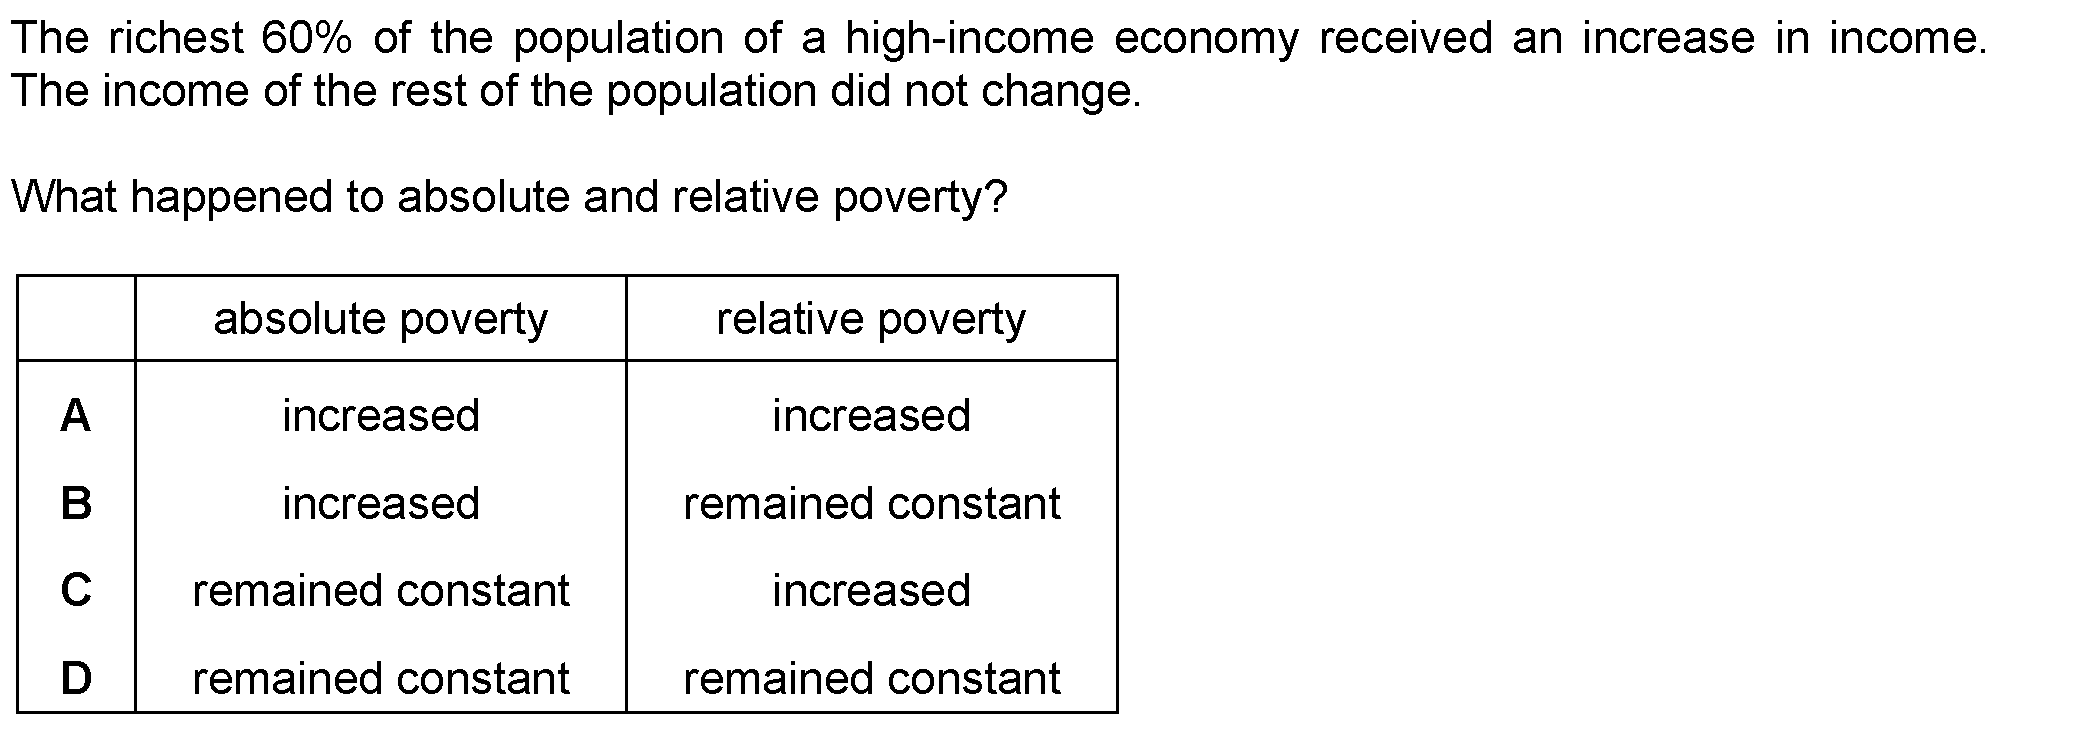 The richest 60% of the population of a high-income economy received an increase in income.
The income of the rest of the population did not change.
What happened to absolute and relative poverty?
absolute poverty relative poverty
A increased increased
B increased remained constant
C remained constant increased
D remained constant remained constant